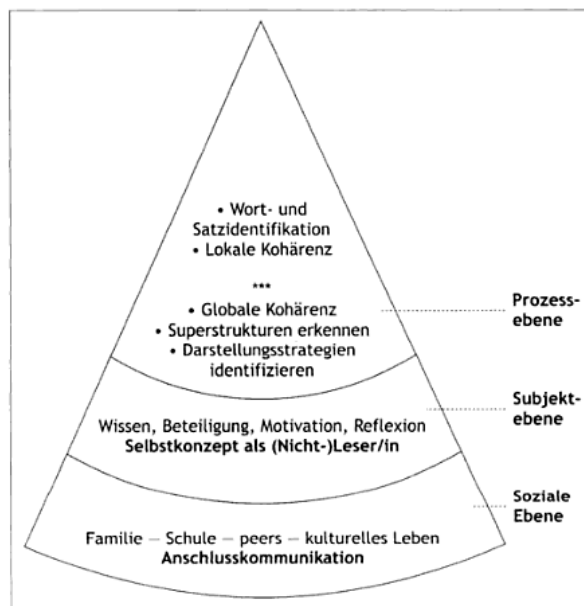 • Wort- und
Satzidentifikation
• Lokale Kohärenz
***
• Globale Kohärenz
• Superstrukturen erkennen
• Darstellungsstrategien
identifizieren
Prozess-
ebene
Wissen, Beteiligung, Motivation, Reflexion
Selbstkonzept als (Nicht-)Leser/in
Subjekt-
ebene
Familie — Schule — peers — kulturelles Leben
Anschlusskommunikation
Soziale
Ebene